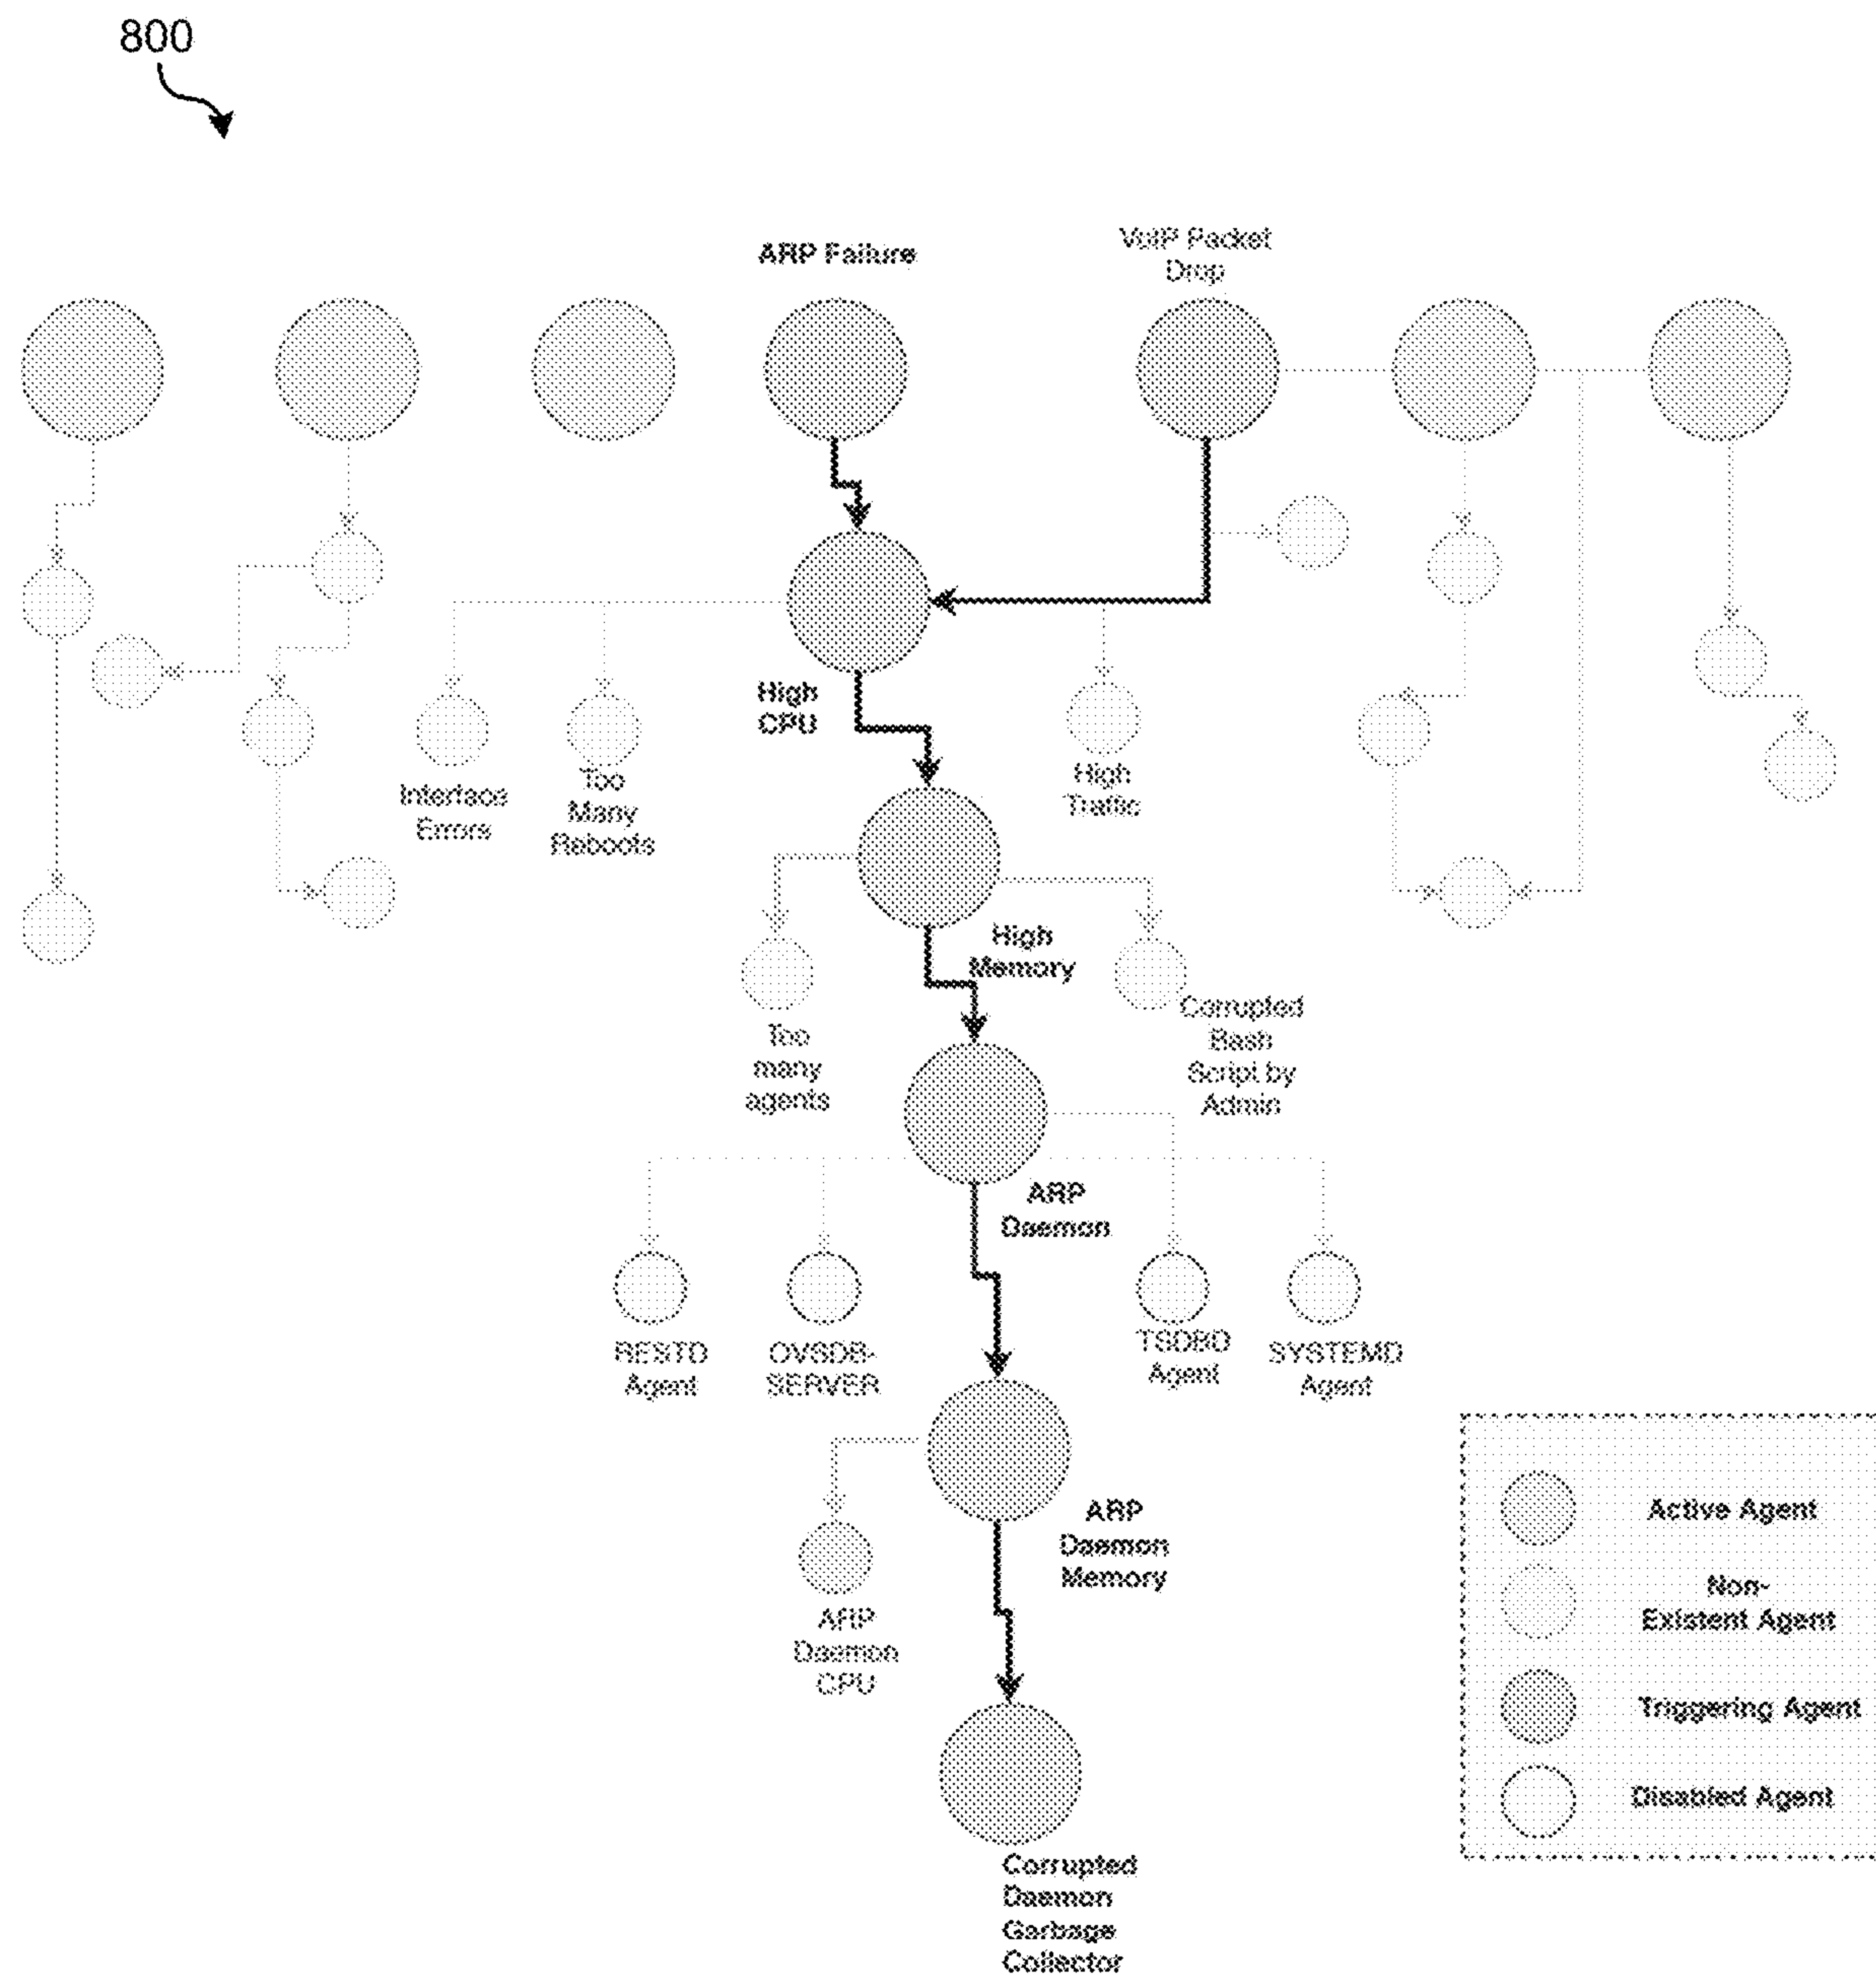 800
ARP Failure
VoIP Packet
Drop
High
CPU
Interface
Errors
Too
Many
Reboots
High
Traffic
High
Memory
Too
many
agents
Corrupted
Bash
Script by
Admin
ARP
Daemon
RESTD
Agent
OVSDB-
SERVER
TSDBD
Agent
SYSTEMD
Agent
ARP
Daemon
Memory
ARP
Daemon
CPU
Corrupted
Daemon
Garbage
Collector
Active Agent
Non-
Existent Agent
Triggering Agent
Disabled Agent